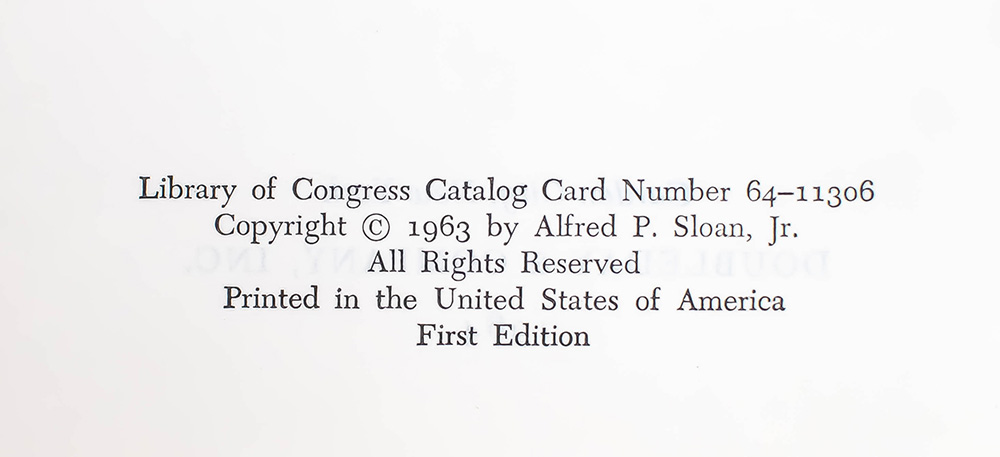 Library of Congress Catalog Card Number 64–11306
Copyright © 1963 by Alfred P. Sloan, Jr.
All Rights Reserved
Printed in the United States of America
First Edition